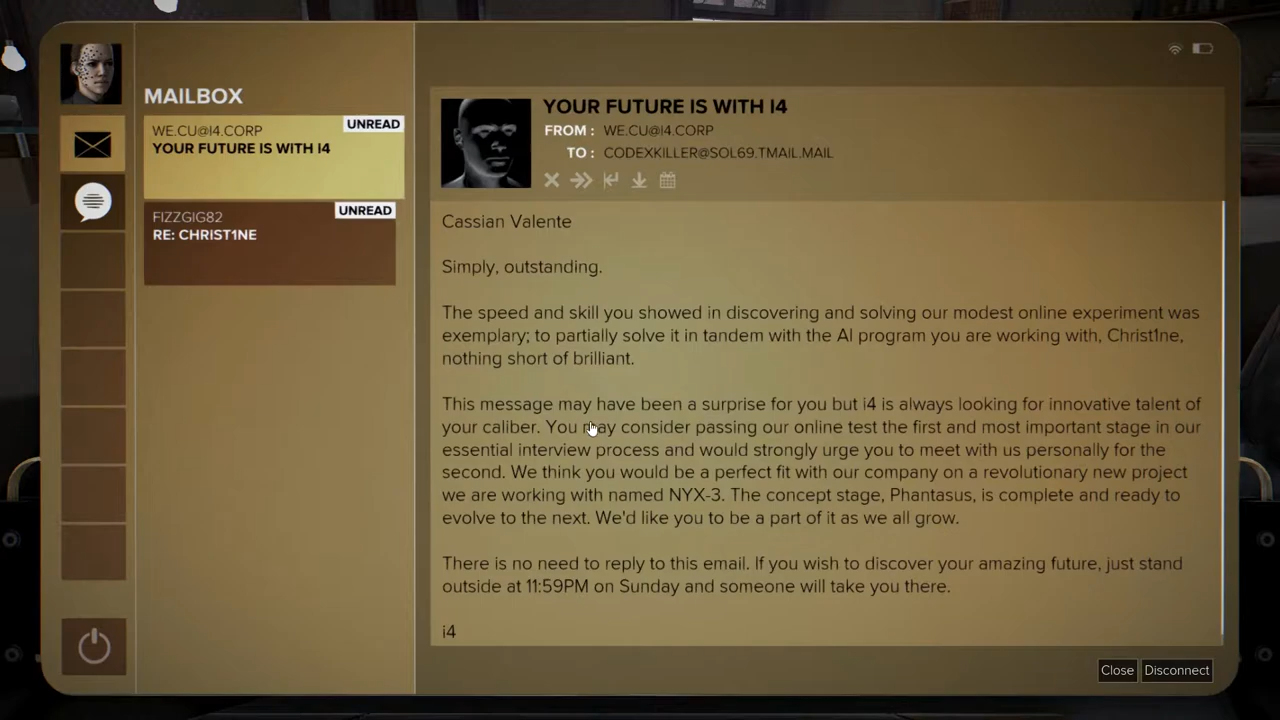 MAILBOX
WE.CU@I4.CORP
UNREAD
YOUR FUTURE IS WITH I4
FIZZGIG82
UNREAD
RE: CHRIST1NE
YOUR FUTURE IS WITH I4
FROM : WE.CU@I4.CORP
TO : CODEXKILLER@SOL69.TMAIL.MAIL
Cassian Valente
Simply, outstanding.
The speed and skill you showed in discovering and solving our modest online experiment was
exemplary; to partially solve it in tandem with the AI program you are working with, Christ1ne,
nothing short of brilliant.
This message may have been a surprise for you but i4 is always looking for innovative talent of
your caliber. You may consider passing our online test the first and most important stage in our
essential interview process and would strongly urge you to meet with us personally for the
second. We think you would be a perfect fit with our company on a revolutionary new project
we are working with named NYX-3. The concept stage, Phantasus, is complete and ready to
evolve to the next. We'd like you to be a part of it as we all grow.
There is no need to reply to this email. If you wish to discover your amazing future, just stand
outside at 11:59PM on Sunday and someone will take you there.
i4
Close
Disconnect